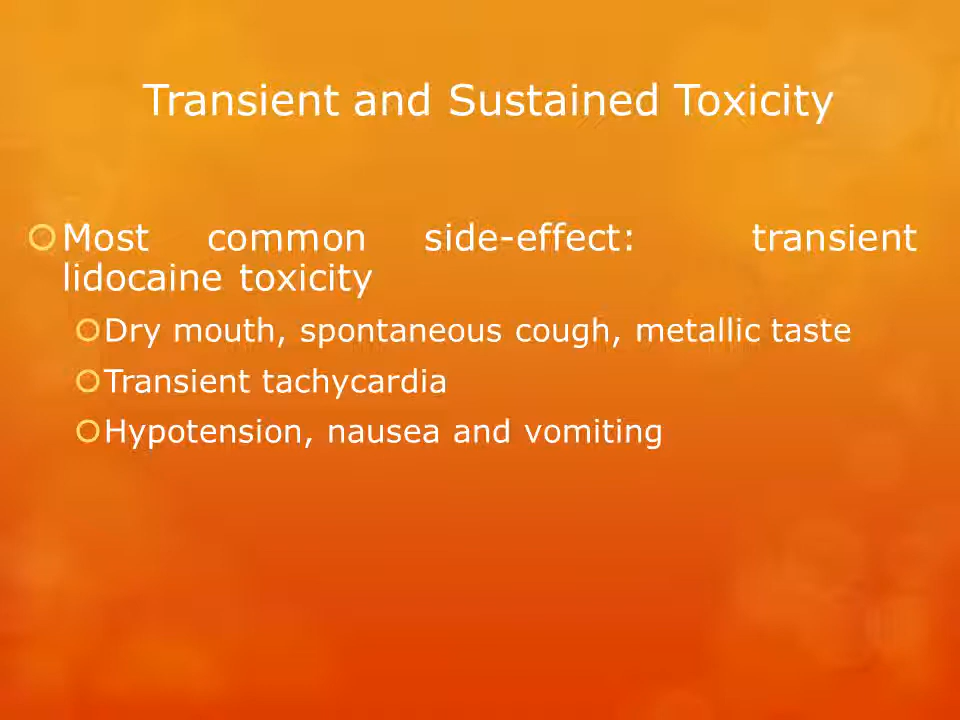 Transient and Sustained Toxicity
Most common side-effect: transient
lidocaine toxicity
Dry mouth, spontaneous cough, metallic taste
Transient tachycardia
Hypotension, nausea and vomiting